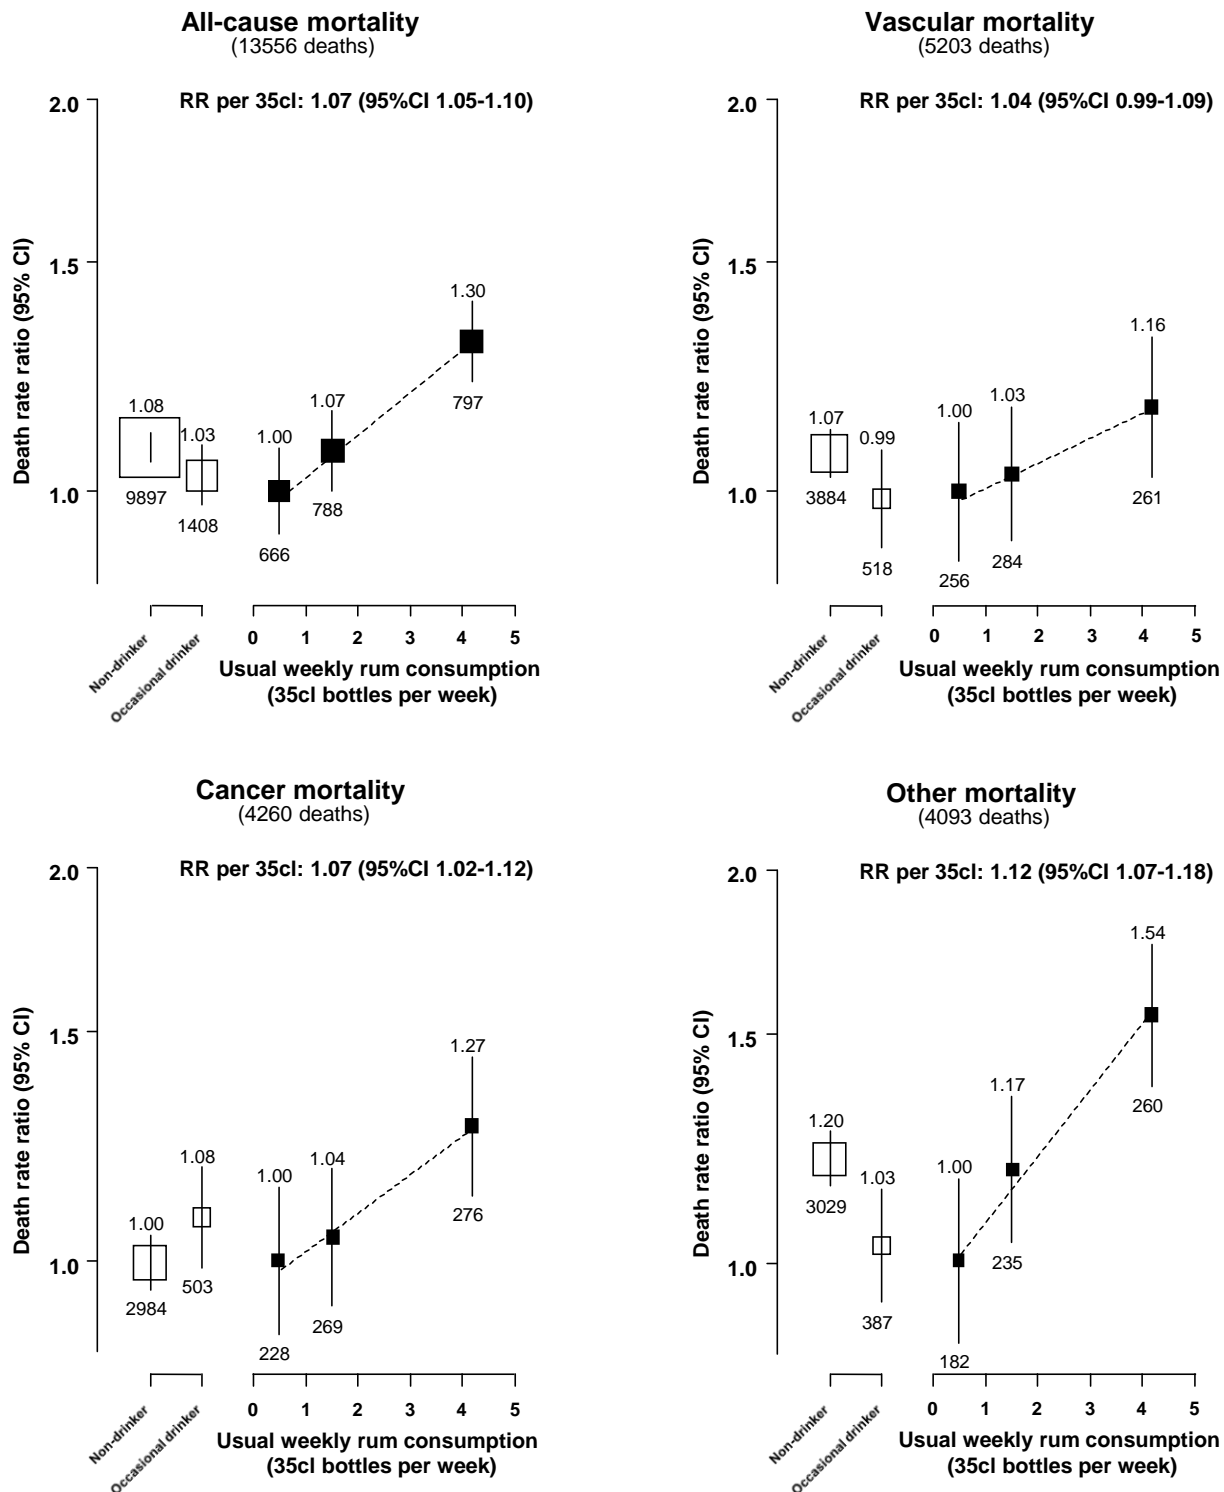 All-cause mortality
(13556 deaths)
RR per 35cl: 1.07 (95%CI 1.05-1.10)
Death rate ratio (95% CI)
2.0
1.5
1.0
1.08
9897
1.03
1408
1.00
666
1.07
788
1.30
797
Non-drinker
Occasional drinker
0 1 2 3 4 5
Usual weekly rum consumption
(35cl bottles per week)
Vascular mortality
(5203 deaths)
RR per 35cl: 1.04 (95%CI 0.99-1.09)
Death rate ratio (95% CI)
2.0
1.5
1.0
1.07
3884
0.99
518
1.00
256
1.03
284
1.16
261
Non-drinker
Occasional drinker
0 1 2 3 4 5
Usual weekly rum consumption
(35cl bottles per week)
Cancer mortality
(4260 deaths)
RR per 35cl: 1.07 (95%CI 1.02-1.12)
Death rate ratio (95% CI)
2.0
1.5
1.0
1.00
2984
1.08
503
1.00
228
1.04
269
1.27
276
Non-drinker
Occasional drinker
0 1 2 3 4 5
Usual weekly rum consumption
(35cl bottles per week)
Other mortality
(4093 deaths)
RR per 35cl: 1.12 (95%CI 1.07-1.18)
Death rate ratio (95% CI)
2.0
1.5
1.0
1.20
3029
1.03
387
1.00
182
1.17
235
1.54
260
Non-drinker
Occasional drinker
0 1 2 3 4 5
Usual weekly rum consumption
(35cl bottles per week)